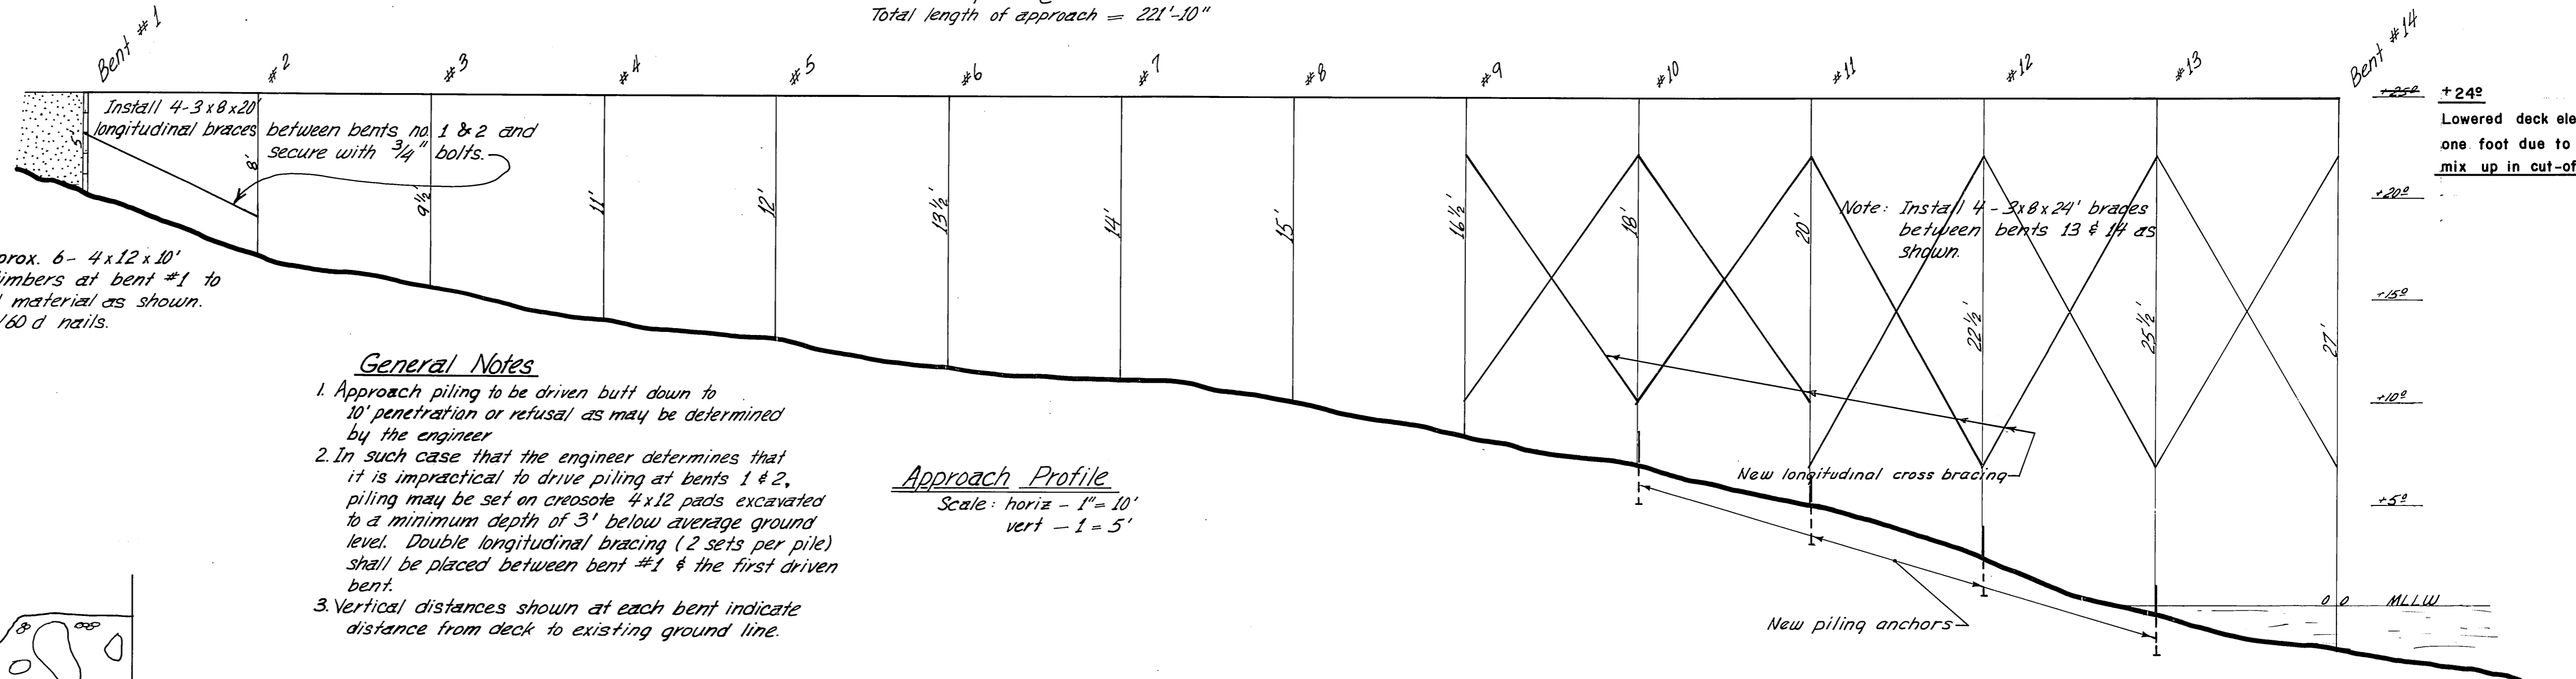 Total length of approach = 221'-10"
Bent #1
#2
#3
#4
#5
#6
#7
#8
#9
#10
#11
#12
#13
Bent #14
+25º
+24º
Lowered deck ele
one foot due to
mix up in cut-of
Install 4-3x8x20'
longitudinal braces between bents no. 1 & 2 and
secure with 3/4" bolts.
5'
8'
9½'
11'
12'
13½'
14'
15'
16½'
18'
20'
22½'
25½'
27'
Note: Install 4 - 3x8x24' braces
between bents 13 & 14 as
shown.
+20º
+15º
+10º
+5º
0 0 MLLW
prox. 6- 4x12x10'
timbers at bent #1 to
material as shown.
/60 d nails.
General Notes
1. Approach piling to be driven butt down to
10' penetration or refusal as may be determined
by the engineer
2. In such case that the engineer determines that
it is impractical to drive piling at bents 1 & 2,
piling may be set on creosote 4x12 pads excavated
to a minimum depth of 3' below average ground
level. Double longitudinal bracing (2 sets per pile)
shall be placed between bent #1 & the first driven
bent.
3. Vertical distances shown at each bent indicate
distance from deck to existing ground line.
Approach Profile
Scale: horiz - 1"= 10'
vert - 1 = 5'
New longitudinal cross bracing
New piling anchors